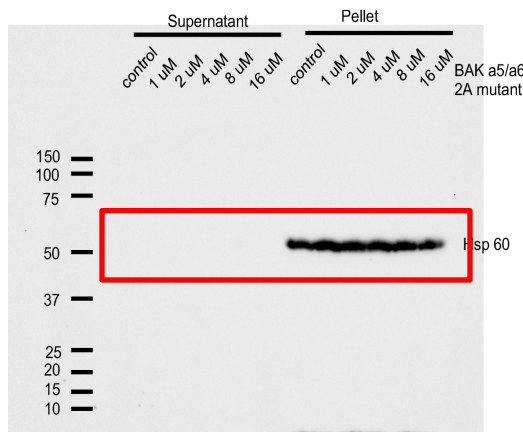 Supernatant Pellet
control 1 uM 2 uM 4 uM 8 uM 16 uM control 1 uM 2 uM 4 uM 8 uM 16 uM
BAK a5/a6
2A mutant
150
100
75
Hsp 60
50
37
25
20
15
10